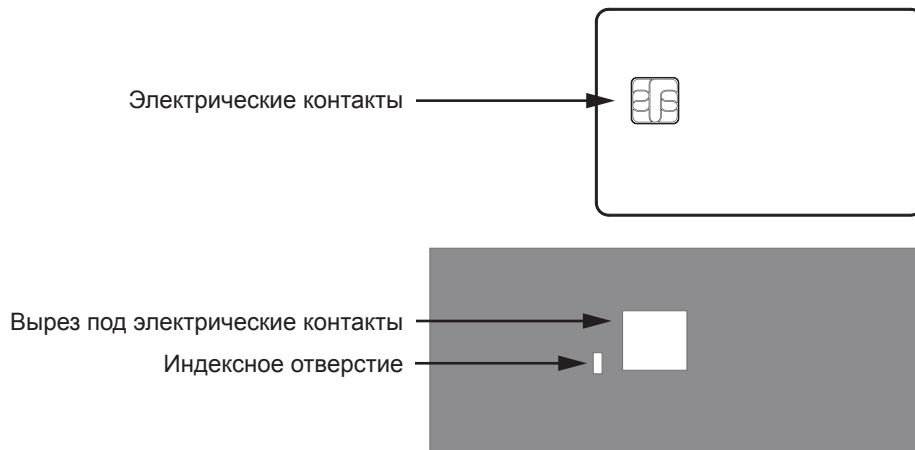 Электрические контакты
Вырез под электрические контакты
Индексное отверстие